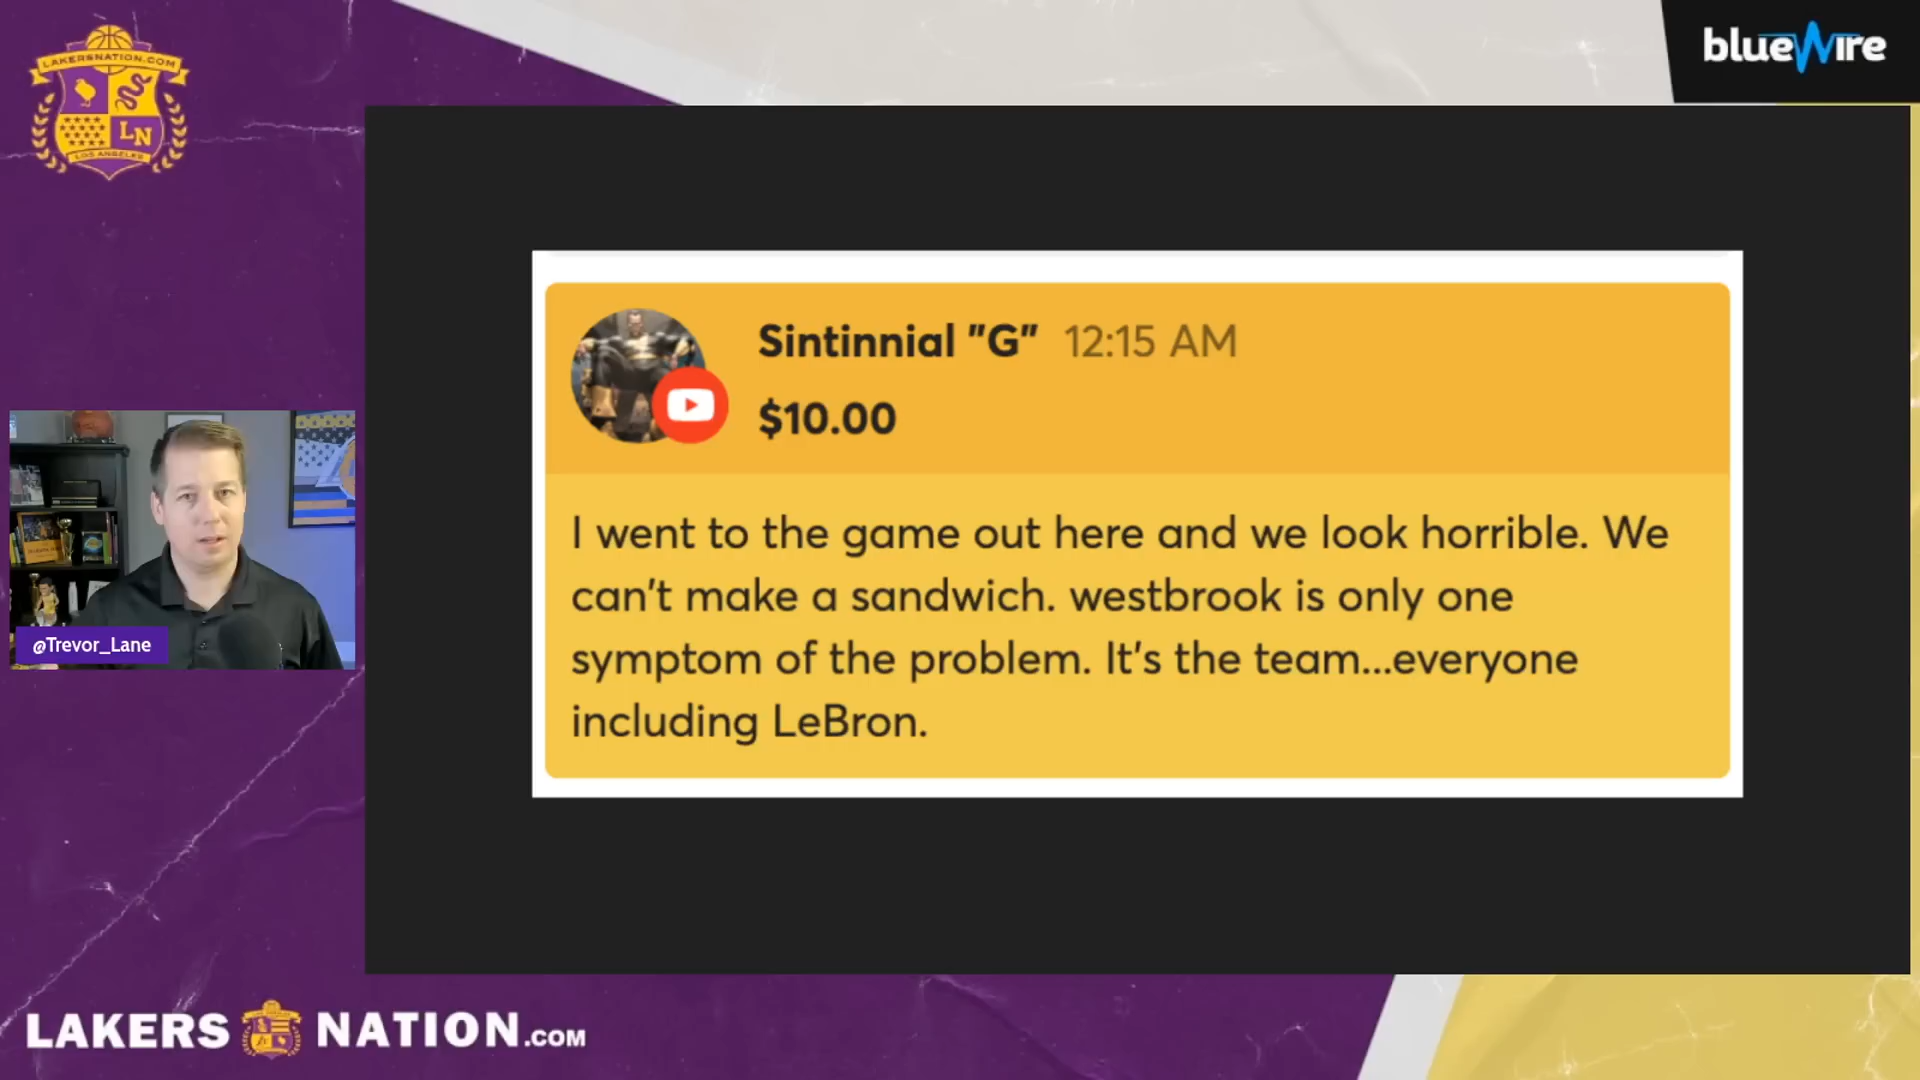 LAKERSNATION.COM
LN
LOS ANGELES
blueWire
Sintinnial "G" 12:15 AM
$10.00
I went to the game out here and we look horrible. We
can't make a sandwich. westbrook is only one
symptom of the problem. It's the team...everyone
including LeBron.
@Trevor_Lane
LAKERS NATION.COM